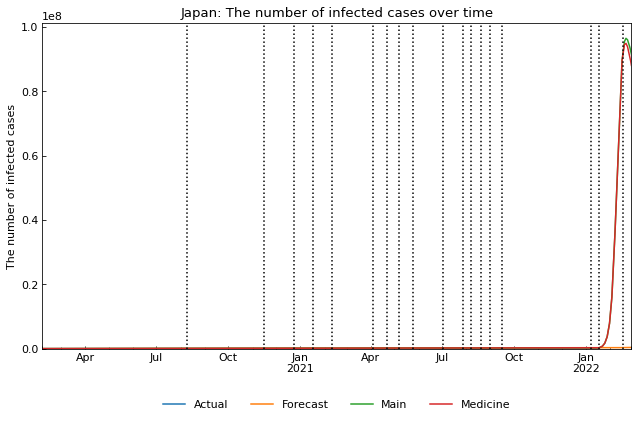 Japan: The number of infected cases over time
1e8
1.0
0.8
0.6
0.4
0.2
0.0
The number of infected cases
Apr Jul Oct Jan Apr Jul Oct Jan
2021 2022
Actual Forecast Main Medicine